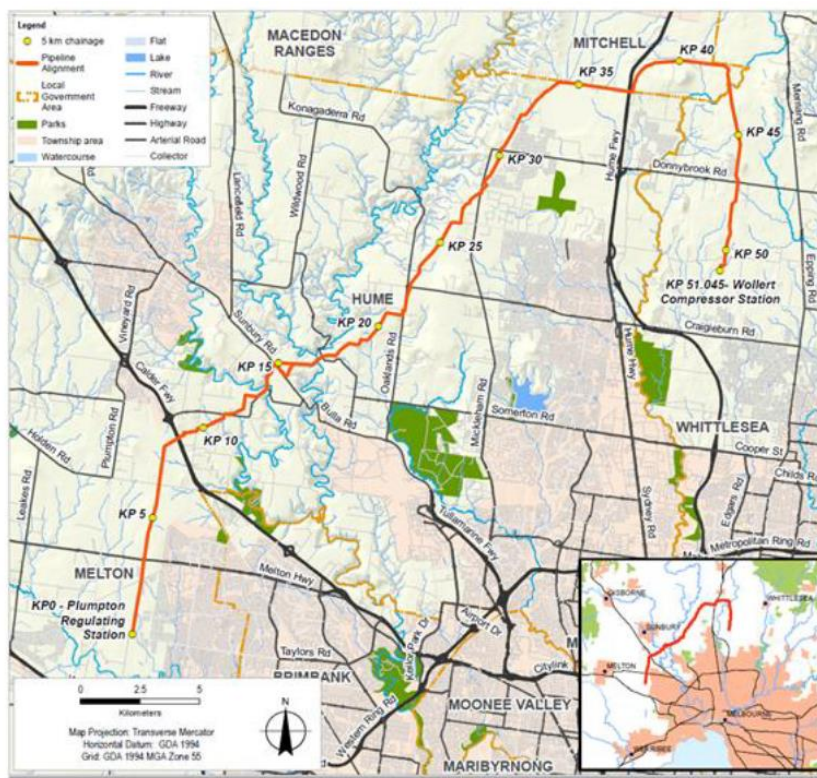 Legend
5 km chainage
Pipeline
Alignment
Local
Government
Area
Parks
Township area
Watercourse
Flat
Lake
River
Stream
Freeway
Highway
Arterial Road
Collector
MACEDON
RANGES
MITCHELL
KP 40
KP 35
Konagaderra Rd
Lancefield Rd
Wildwood Rd
Hume Fwy
Merriang Rd
KP 45
KP 30
Donnybrook Rd
KP 25
KP 50
KP 51.045- Wollert
Compressor Station
Epping Rd
Vineyard Rd
Sunbury Rd
HUME
KP 20
Oaklands Rd
Craigieburn Rd
Hume Hwy
KP 15
Calder Fwy
Bulla Rd
Mickleham Rd
Somerton Rd
WHITTLESEA
Plumpton Rd
KP 10
Holden Rd
Cooper St
Childs Rd
Leakes Rd
Sydney Rd
Edgars Rd
KP 5
Tullamarine Fwy
Metropolitan Ring Rd
MELTON
Melton Hwy
KP0 - Plumpton
Regulating
Station
Keilor Park Dr
Airport Dr
Taylors Rd
Citylink
BRIMBANK
MOONEE VALLEY
Western Ring Rd
MARIBYRNONG
0 2.5 5
Kilometers
N
Map Projection: Transverse Mercator
Horizontal Datum: GDA 1994
Grid: GDA 1994 MGA Zone 55
GISBORNE
WHITTLESEA
SUNBURY
MELTON
MELBOURNE
WERRIBEE